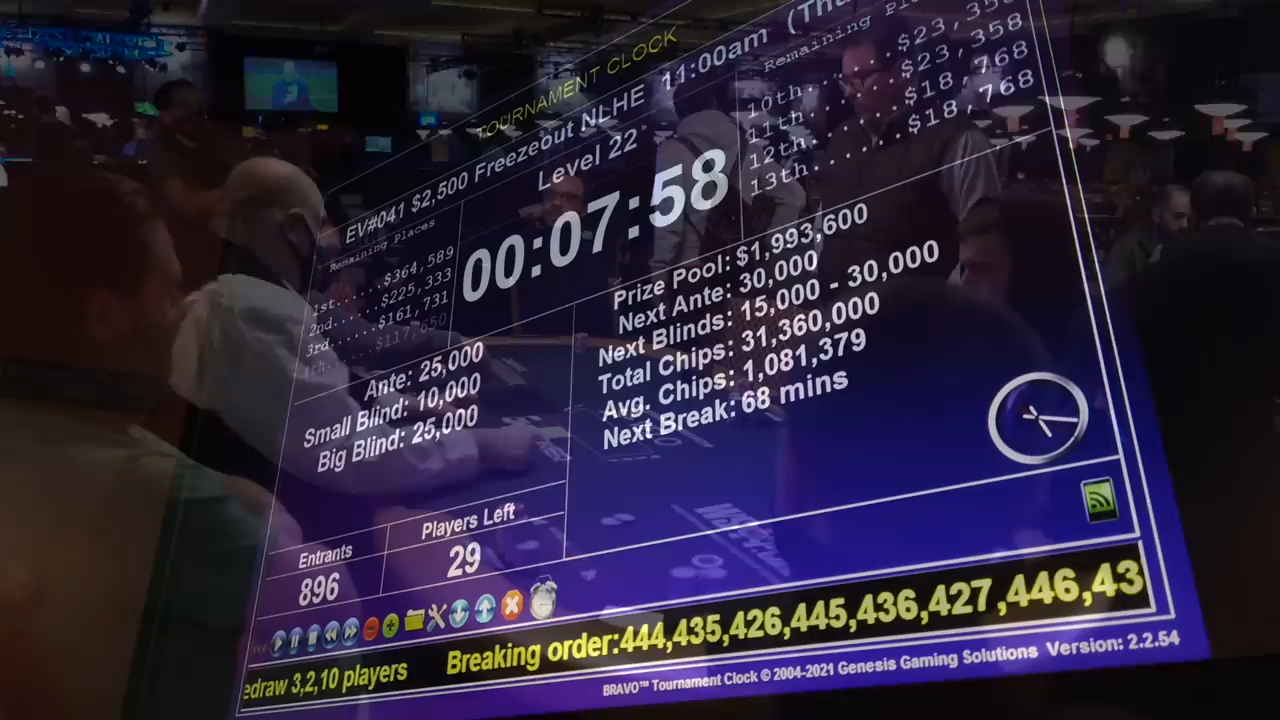 TOURNAMENT CLOCK
EV#041 $2,500 Freezeout NLHE 11:00am (Thu
Level 22
00:07:58
Remaining Places
1st......$364,589
2nd......$225,333
3rd......$161,731
$117,650
Remaining
$23,358
10th.....$23,358
11th.....$18,768
12th.....$18,768
13th.
Ante: 25,000
Small Blind: 10,000
Big Blind: 25,000
Prize Pool: $1,993,600
Next Ante: 30,000
Next Blinds: 15,000 - 30,000
Total Chips: 31,360,000
Avg. Chips: 1,081,379
Next Break: 68 mins
Entrants
896
Players Left
29
edraw 3,2,10 players Breaking order:444,435,426,445,436,427,446,43
BRAVO™ Tournament Clock © 2004-2021 Genesis Gaming Solutions Version: 2.2.54